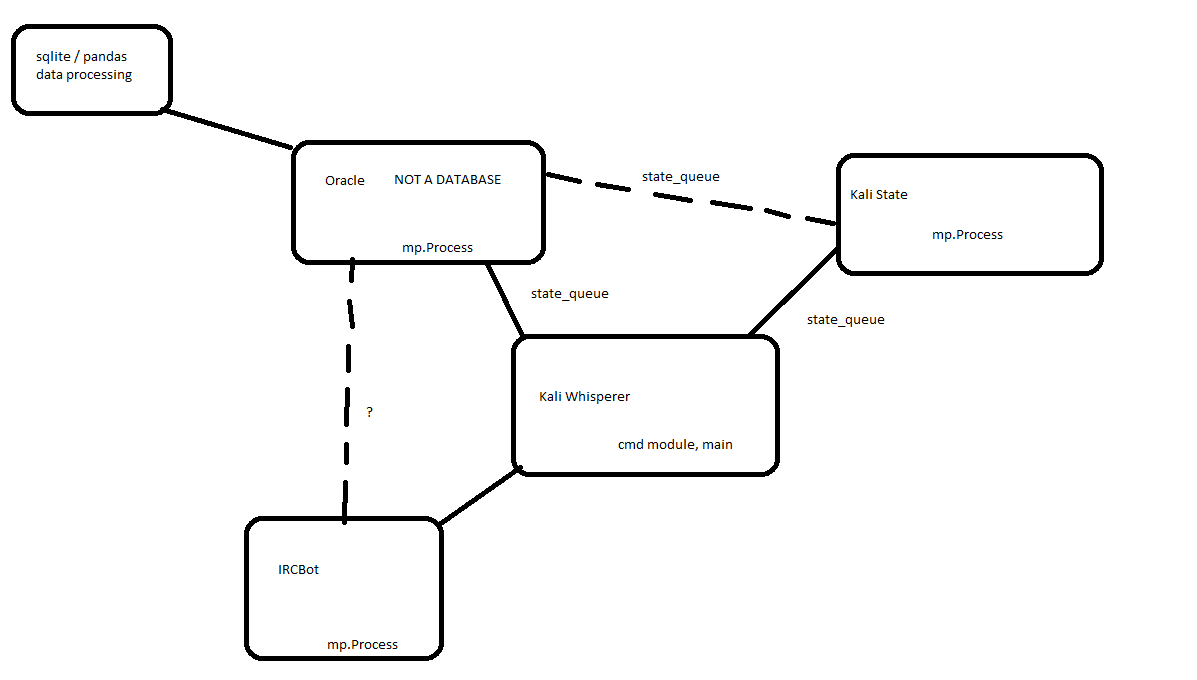 sqlite / pandas
data processing
Oracle NOT A DATABASE
mp.Process
state_queue
Kali State
mp.Process
state_queue
state_queue
Kali Whisperer
cmd module, main
?
IRCBot
mp.Process